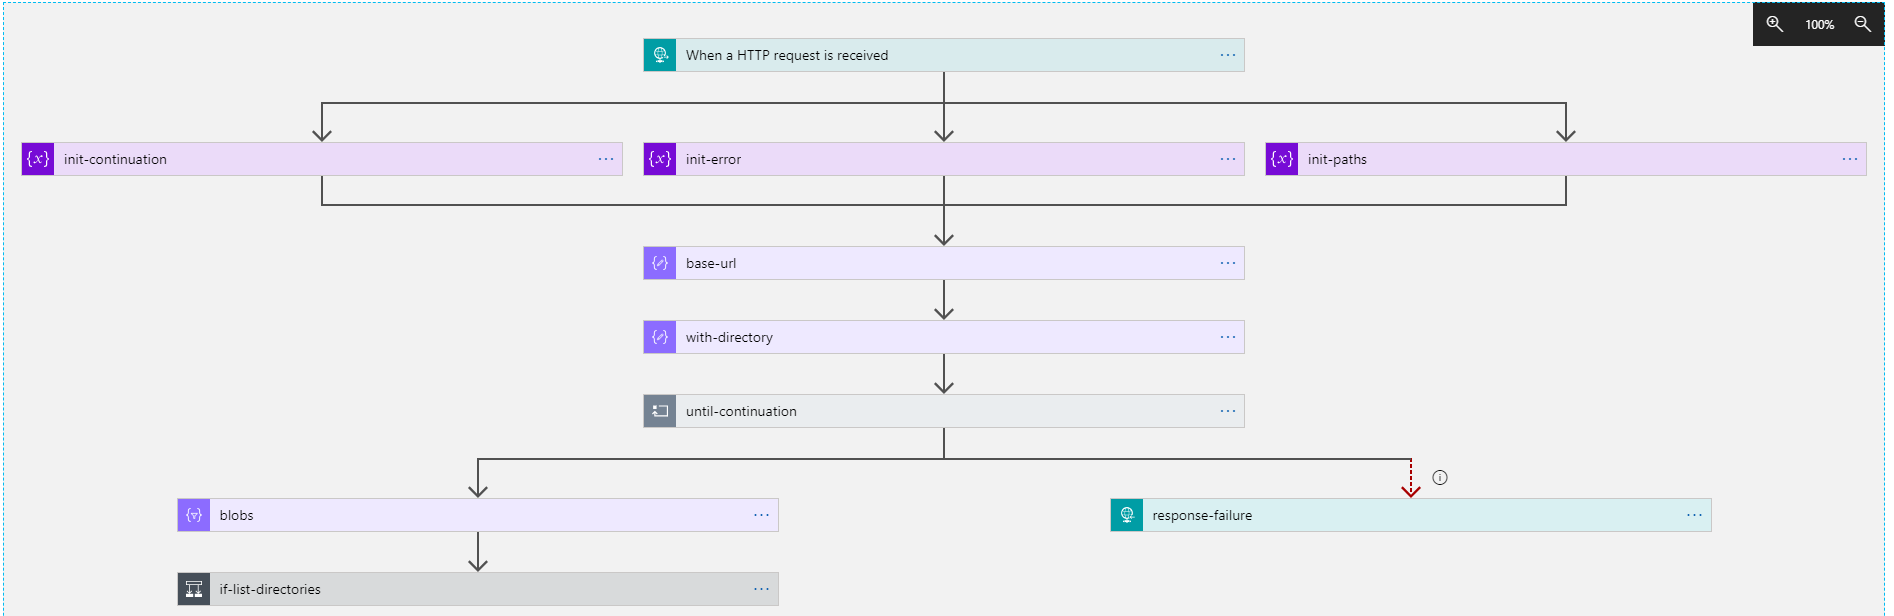 100%
When a HTTP request is received
init-continuation
init-error
init-paths
base-url
with-directory
until-continuation
blobs
response-failure
if-list-directories